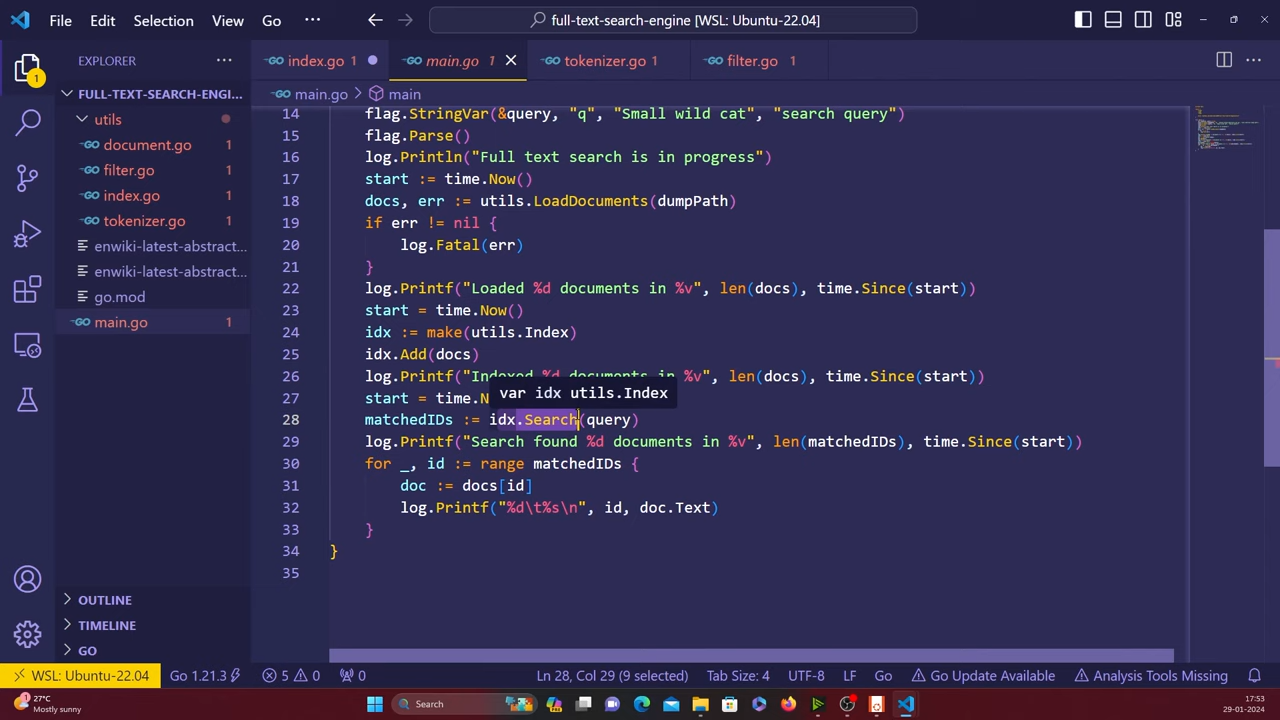 File Edit Selection View Go ··· full-text-search-engine [WSL: Ubuntu-22.04]
EXPLORER ···
index.go 1 main.go 1 tokenizer.go 1 filter.go 1 ···
main.go > main
FULL-TEXT-SEARCH-ENGI...
utils
document.go 1
filter.go 1
index.go 1
tokenizer.go 1
enwiki-latest-abstract...
enwiki-latest-abstract...
go.mod
main.go 1
OUTLINE
TIMELINE
GO
1
14 flag.StringVar(&query, "q", "Small wild cat", "search query")
15 flag.Parse()
16 log.Println("Full text search is in progress")
17 start := time.Now()
18 docs, err := utils.LoadDocuments(dumpPath)
19 if err != nil {
20 log.Fatal(err)
21 }
22 log.Printf("Loaded %d documents in %v", len(docs), time.Since(start))
23 start = time.Now()
24 idx := make(utils.Index)
25 idx.Add(docs)
26 log.Printf("Indexed %d documents in %v", len(docs), time.Since(start))
var idx utils.Index
27 start = time.N
28 matchedIDs := idx.Search(query)
29 log.Printf("Search found %d documents in %v", len(matchedIDs), time.Since(start))
30 for _, id := range matchedIDs {
31 doc := docs[id]
32 log.Printf("%d\t%s\n", id, doc.Text)
33 }
34 }
35
WSL: Ubuntu-22.04 Go 1.21.3 5 0 0 Ln 28, Col 29 (9 selected) Tab Size: 4 UTF-8 LF Go Go Update Available Analysis Tools Missing
27°C
Mostly sunny
Search
17:53
29-01-2024